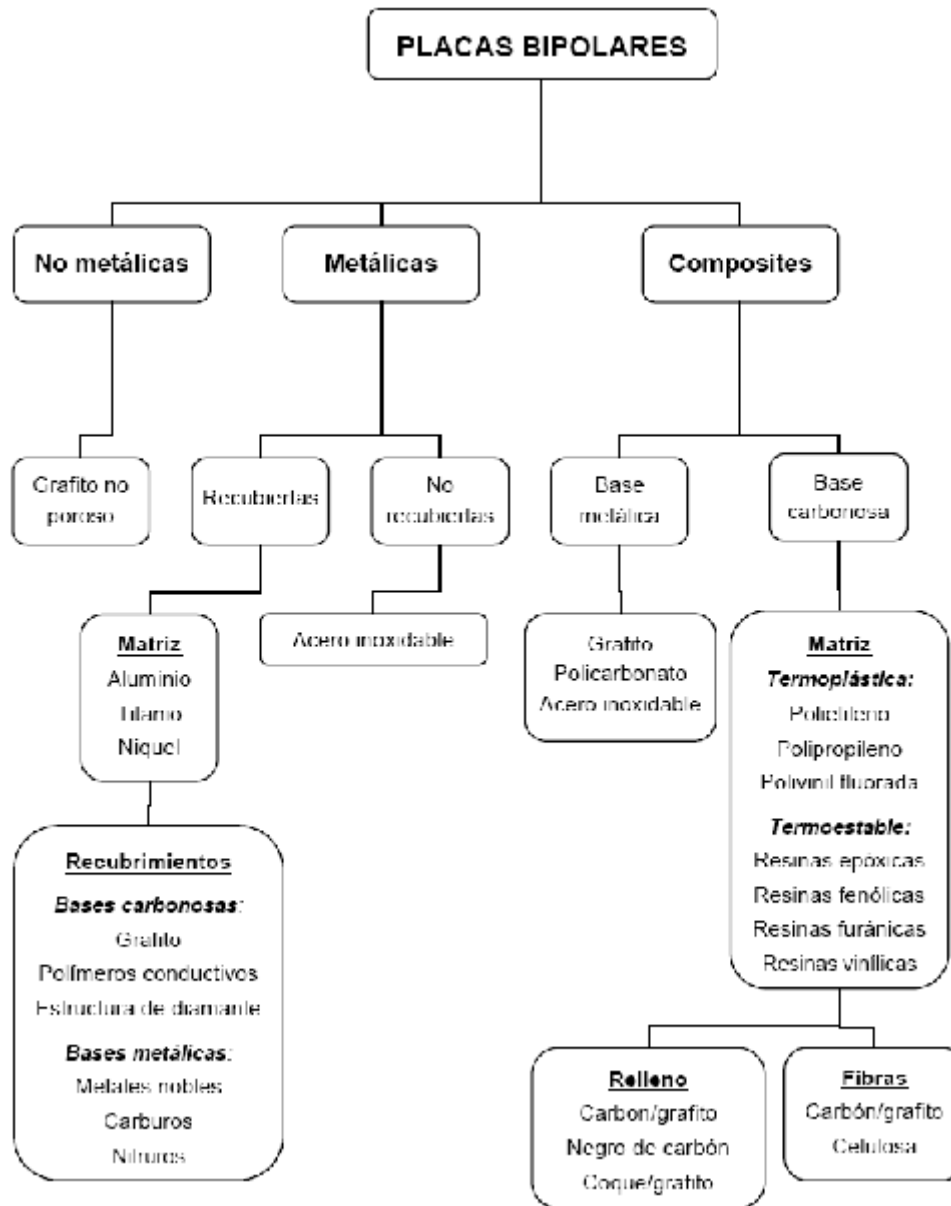 PLACAS BIPOLARES
No metálicas
Metálicas
Composites
Grafito no
poroso
Recubiertas
No
recubiertas
Base
metálica
Base
carbonosa
Matriz
Aluminio
Titanio
Niquel
Acero inoxidable
Grafito
Policarbonato
Acero inoxidable
Matriz
Termoplástica:
Polietileno
Polipropileno
Polivinil fluorada
Termoestable:
Resinas epóxicas
Resinas fenólicas
Resinas furánicas
Resinas vinílicas
Recubrimientos
Bases carbonosas:
Grafito
Polímeros conductivos
Estructura de diamante
Bases metálicas:
Metales nobles
Carburos
Nitruros
Relleno
Carbon/grafito
Negro de carbón
Coque/grafito
Fibras
Carbón/grafito
Celulosa